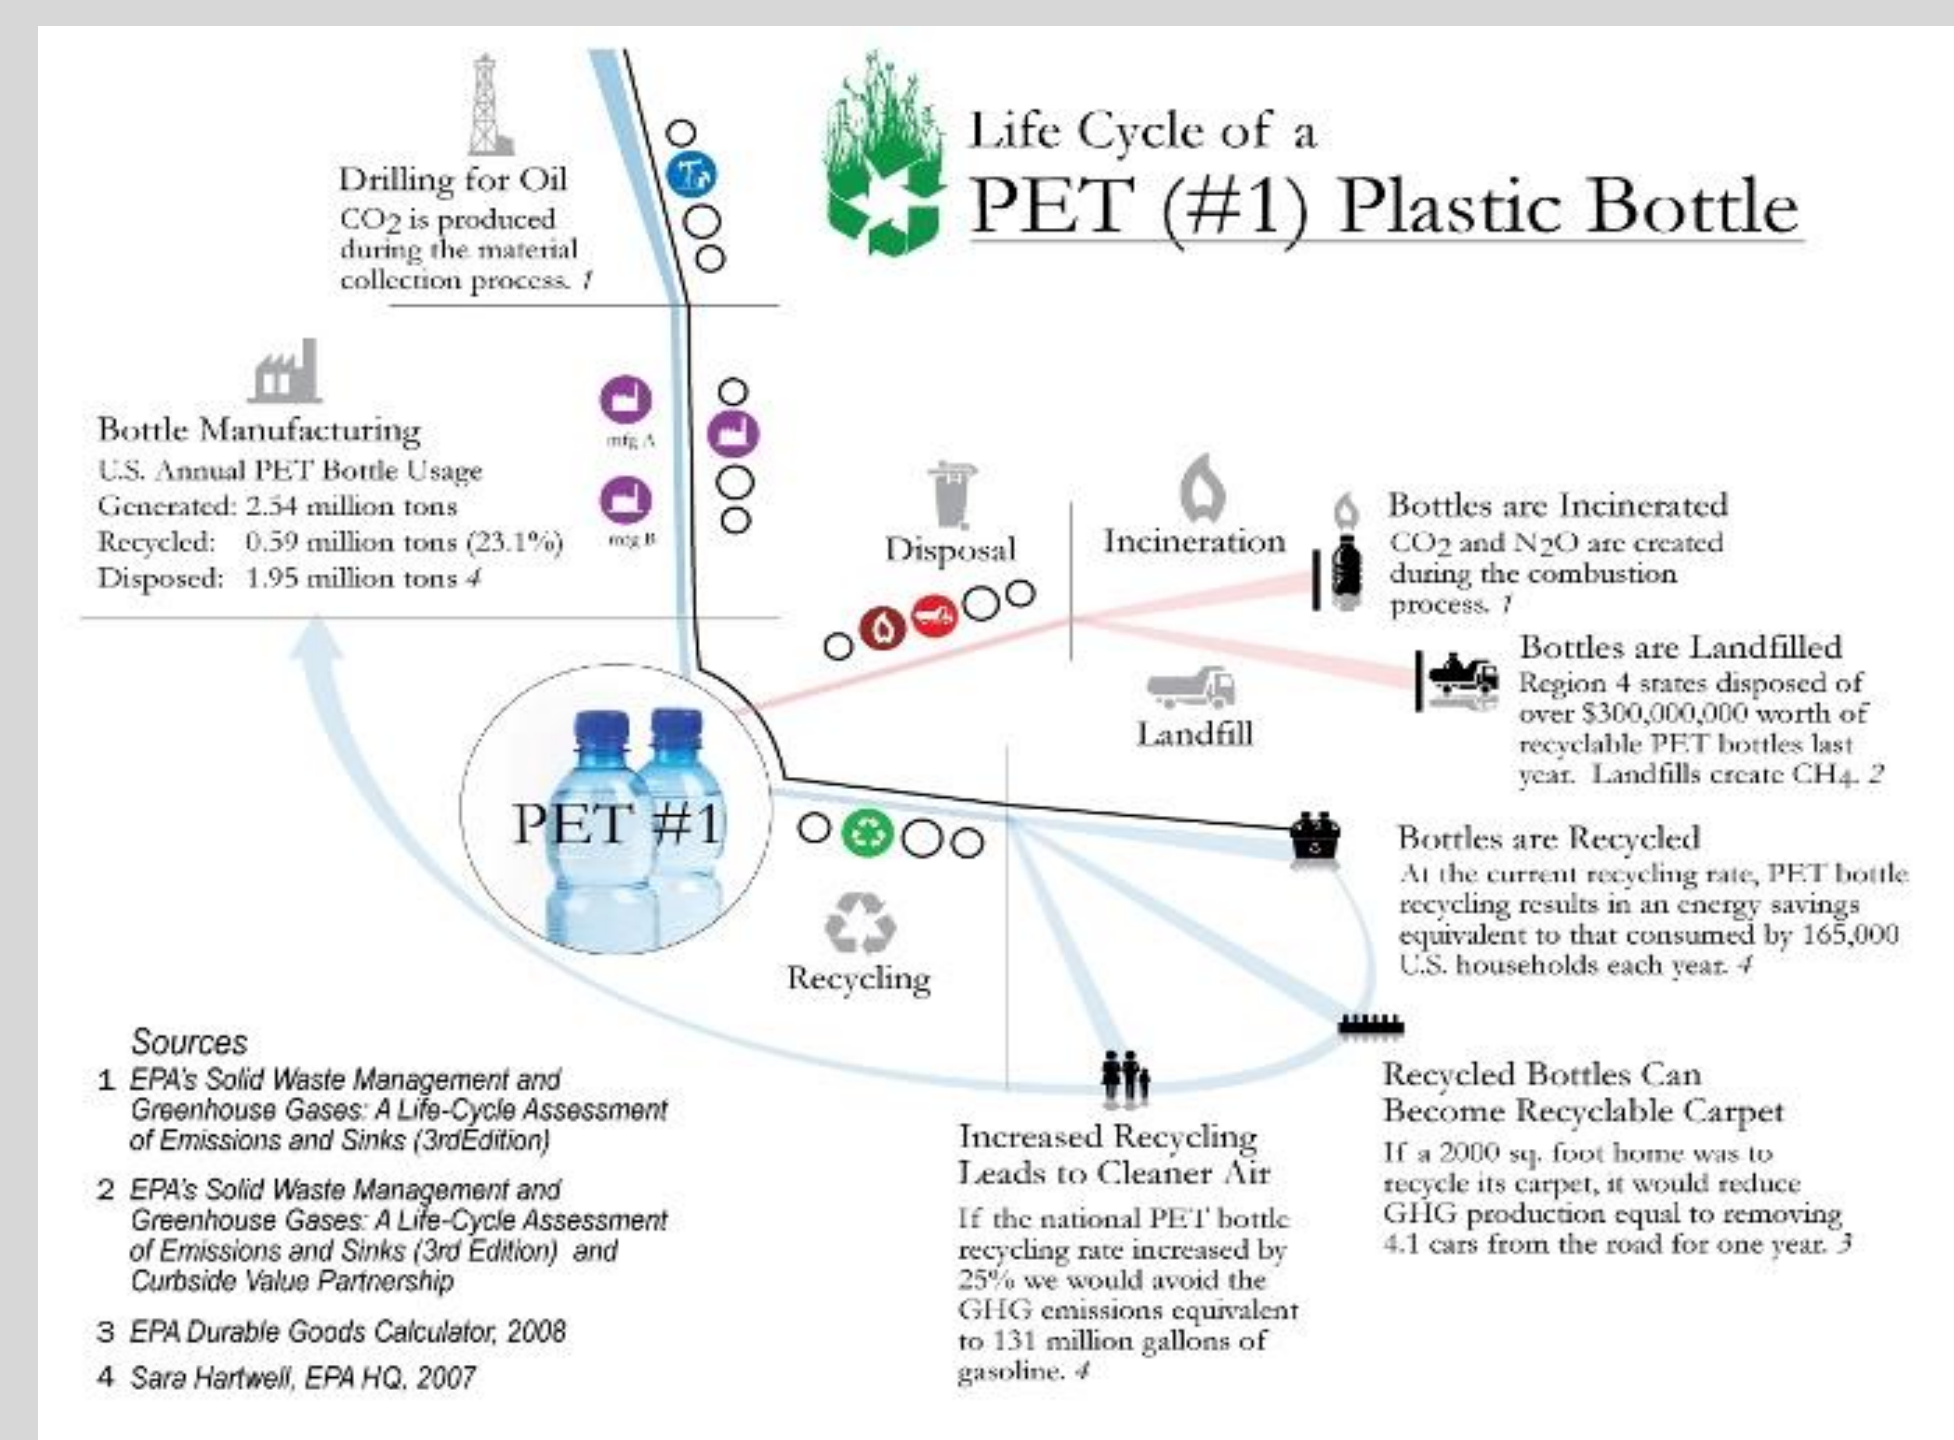 Life Cycle of a
PET (#1) Plastic Bottle
Drilling for Oil
CO2 is produced
during the material
collection process. 1
Bottle Manufacturing
U.S. Annual PET Bottle Usage
Generated: 2.54 million tons
Recycled: 0.59 million tons (23.1%)
Disposed: 1.95 million tons 4
mfg A
mfg B
Disposal
Incineration
Landfill
Bottles are Incinerated
CO2 and N2O are created
during the combustion
process. 1
Bottles are Landfilled
Region 4 states disposed of
over $300,000,000 worth of
recyclable PET bottles last
year. Landfills create CH4. 2
PET #1
Recycling
Bottles are Recycled
At the current recycling rate, PET bottle
recycling results in an energy savings
equivalent to that consumed by 165,000
U.S. households each year. 4
Recycled Bottles Can
Become Recyclable Carpet
If a 2000 sq. foot home was to
recycle its carpet, it would reduce
GHG production equal to removing
4.1 cars from the road for one year. 3
Increased Recycling
Leads to Cleaner Air
If the national PET bottle
recycling rate increased by
25% we would avoid the
GHG emissions equivalent
to 131 million gallons of
gasoline. 4
Sources
1 EPA's Solid Waste Management and
Greenhouse Gases: A Life-Cycle Assessment
of Emissions and Sinks (3rdEdition)
2 EPA's Solid Waste Management and
Greenhouse Gases: A Life-Cycle Assessment
of Emissions and Sinks (3rd Edition) and
Curbside Value Partnership
3 EPA Durable Goods Calculator, 2008
4 Sara Hartwell, EPA HQ, 2007